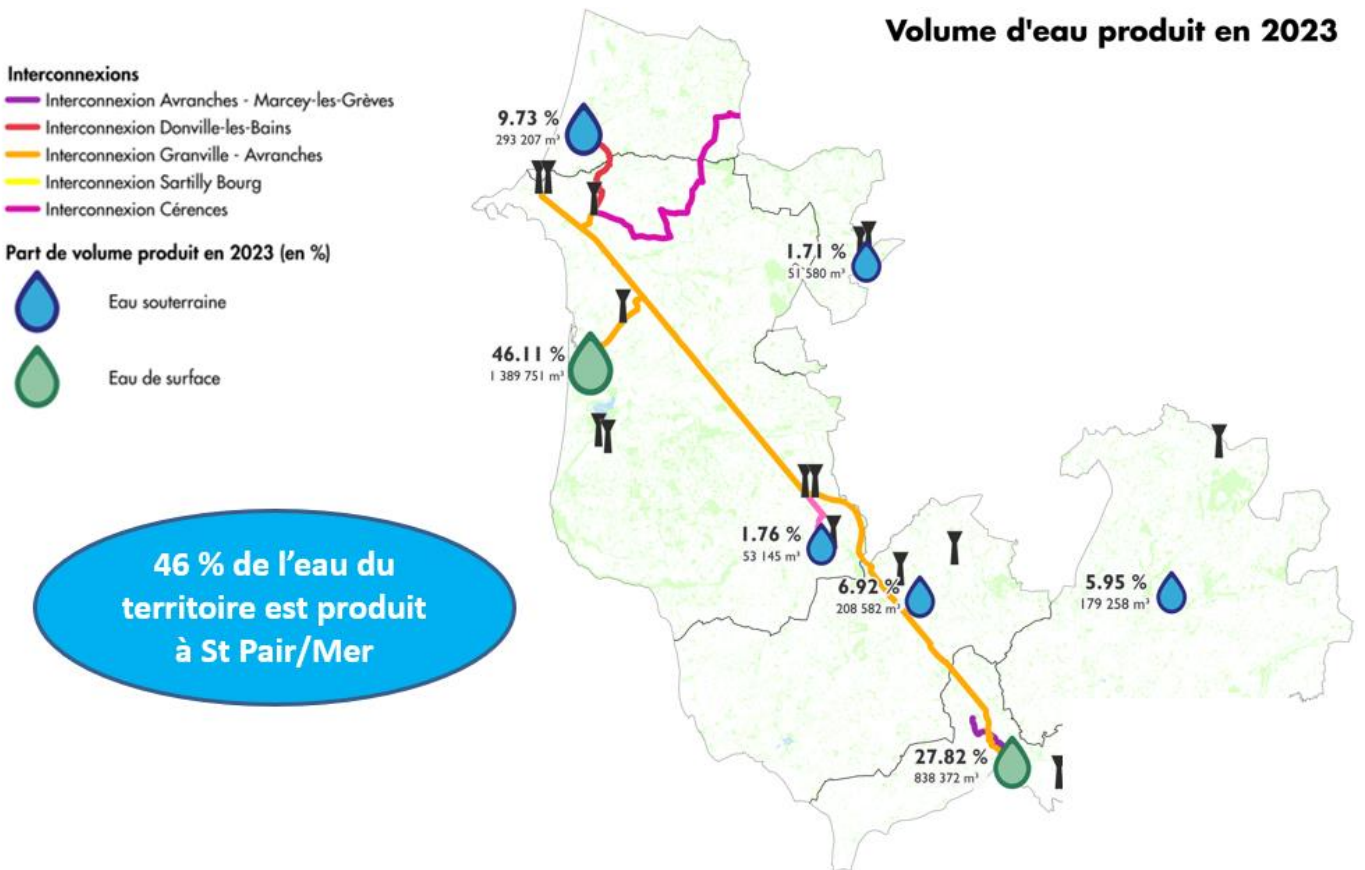 Volume d'eau produit en 2023
Interconnexions
Interconnexion Avranches - Marcey-les-Grèves
Interconnexion Donville-les-Bains
Interconnexion Granville - Avranches
Interconnexion Sartilly Bourg
Interconnexion Cérences
Part de volume produit en 2023 (en %)
Eau souterraine
Eau de surface
46 % de l'eau du
territoire est produit
à St Pair/Mer
9.73 %
293 207 m³
1.71 %
51 580 m³
46.11 %
1 389 751 m³
1.76 %
53 145 m³
6.92 %
208 582 m³
5.95 %
179 258 m³
27.82 %
838 372 m³